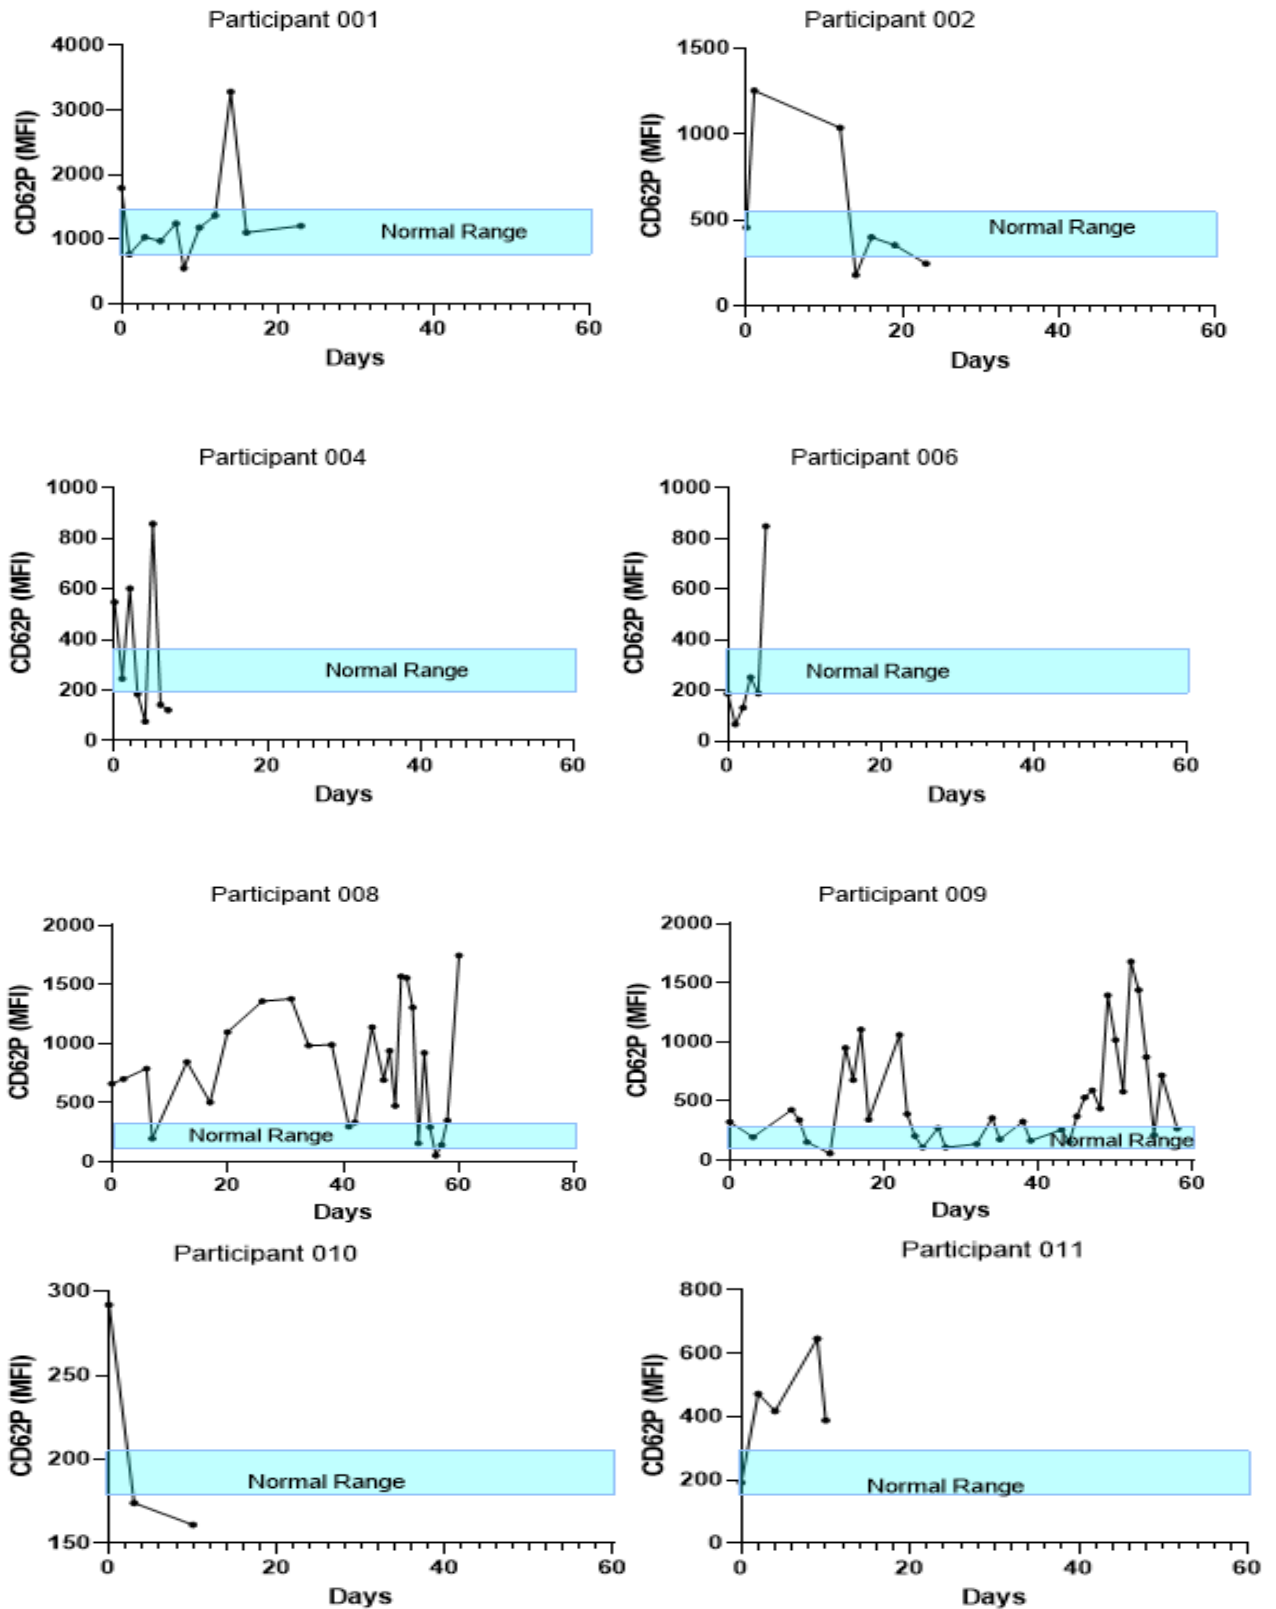 Participant 001
4000
3000
2000
1000
0
CD62P (MFI)
Normal Range
0 20 40 60
Days
Participant 002
1500
1000
500
0
CD62P (MFI)
Normal Range
0 20 40 60
Days
Participant 004
1000
800
600
400
200
0
CD62P (MFI)
Normal Range
0 20 40 60
Days
Participant 006
1000
800
600
400
200
0
CD62P (MFI)
Normal Range
0 20 40 60
Days
Participant 008
2000
1500
1000
500
0
CD62P (MFI)
Normal Range
0 20 40 60 80
Days
Participant 009
2000
1500
1000
500
0
CD62P (MFI)
Normal Range
0 20 40 60
Days
Participant 010
300
250
200
150
CD62P (MFI)
Normal Range
0 20 40 60
Days
Participant 011
800
600
400
200
0
CD62P (MFI)
Normal Range
0 20 40 60
Days